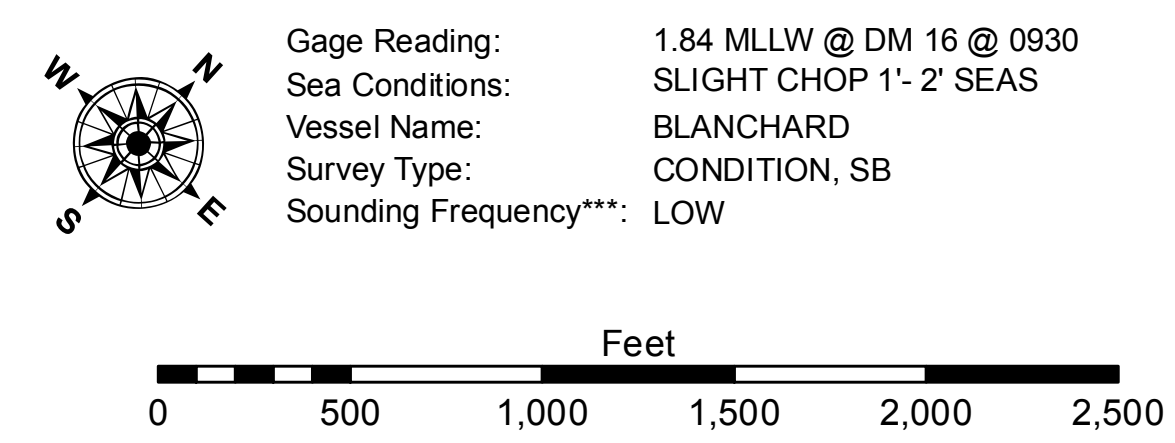 W N
S E
Gage Reading: 1.84 MLLW @ DM 16 @ 0930
Sea Conditions: SLIGHT CHOP 1'- 2' SEAS
Vessel Name: BLANCHARD
Survey Type: CONDITION, SB
Sounding Frequency***: LOW
Feet
0 500 1,000 1,500 2,000 2,500